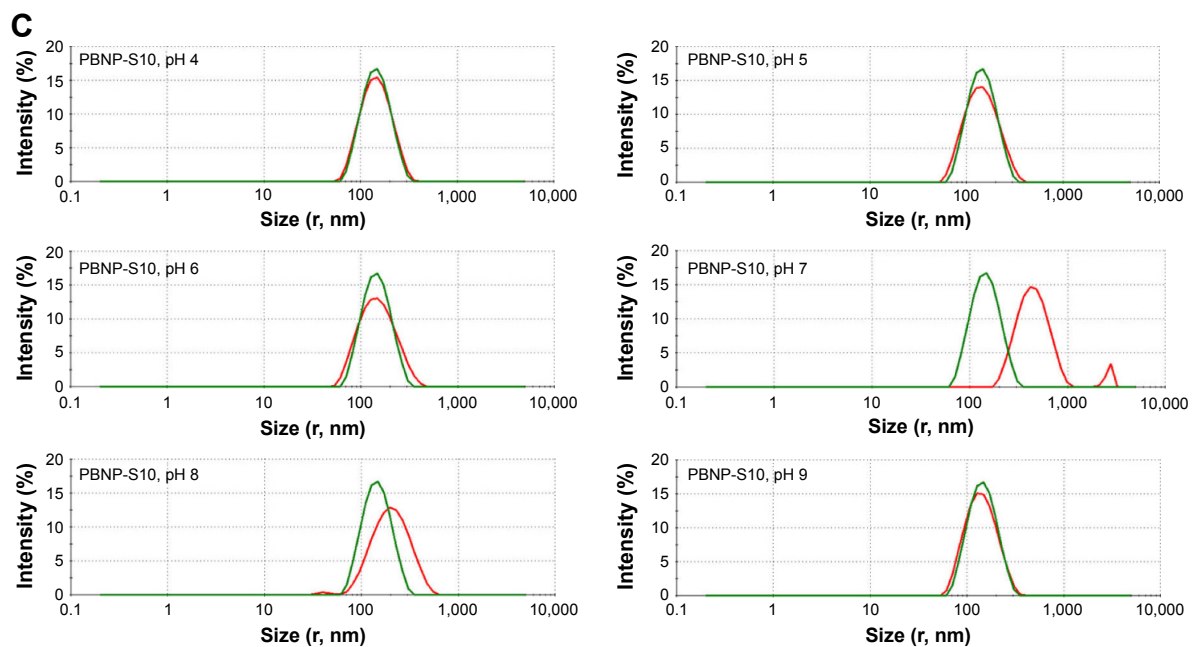 C
20
15
10
5
0
Intensity (%)
PBNP-S10, pH 4
0.1 1 10 100 1,000 10,000
Size (r, nm)
20
15
10
5
0
Intensity (%)
PBNP-S10, pH 5
0.1 1 10 100 1,000 10,000
Size (r, nm)
20
15
10
5
0
Intensity (%)
PBNP-S10, pH 6
0.1 1 10 100 1,000 10,000
Size (r, nm)
20
15
10
5
0
Intensity (%)
PBNP-S10, pH 7
0.1 1 10 100 1,000 10,000
Size (r, nm)
20
15
10
5
0
Intensity (%)
PBNP-S10, pH 8
0.1 1 10 100 1,000 10,000
Size (r, nm)
20
15
10
5
0
Intensity (%)
PBNP-S10, pH 9
0.1 1 10 100 1,000 10,000
Size (r, nm)